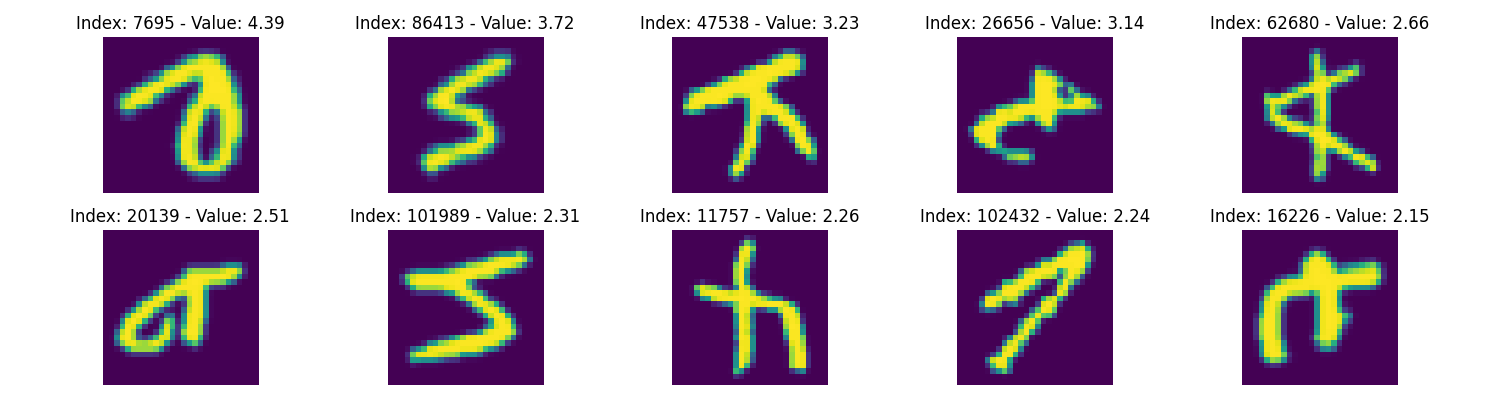 Index: 7695 - Value: 4.39 Index: 86413 - Value: 3.72 Index: 47538 - Value: 3.23 Index: 26656 - Value: 3.14 Index: 62680 - Value: 2.66
Index: 20139 - Value: 2.51 Index: 101989 - Value: 2.31 Index: 11757 - Value: 2.26 Index: 102432 - Value: 2.24 Index: 16226 - Value: 2.15